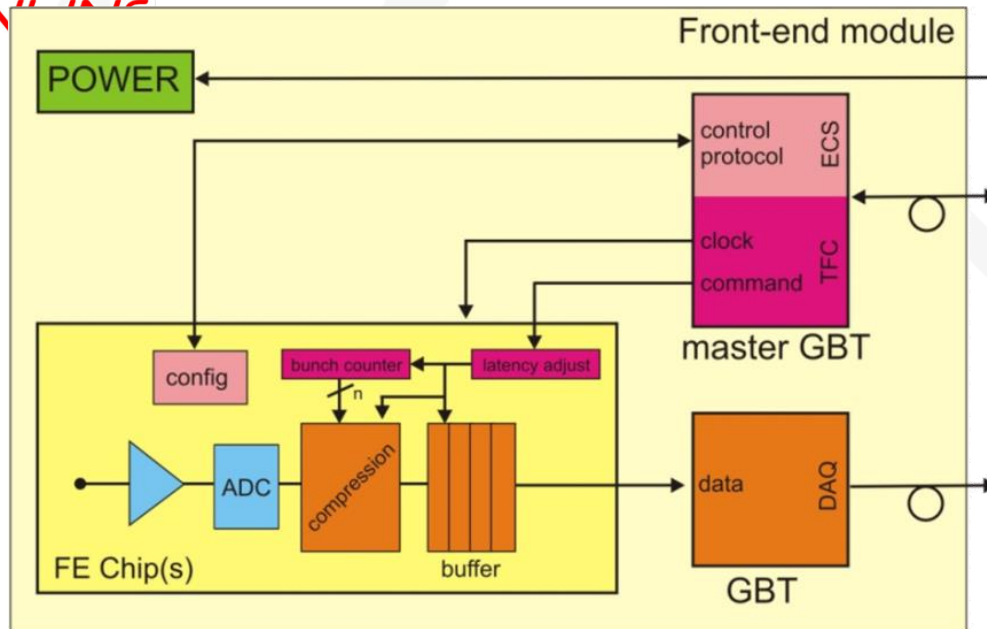 Front-end module
POWER
control
protocol
ECS
clock
command
TFC
master GBT
config
bunch counter
latency adjust
n
ADC
compression
buffer
FE Chip(s)
data
DAQ
GBT